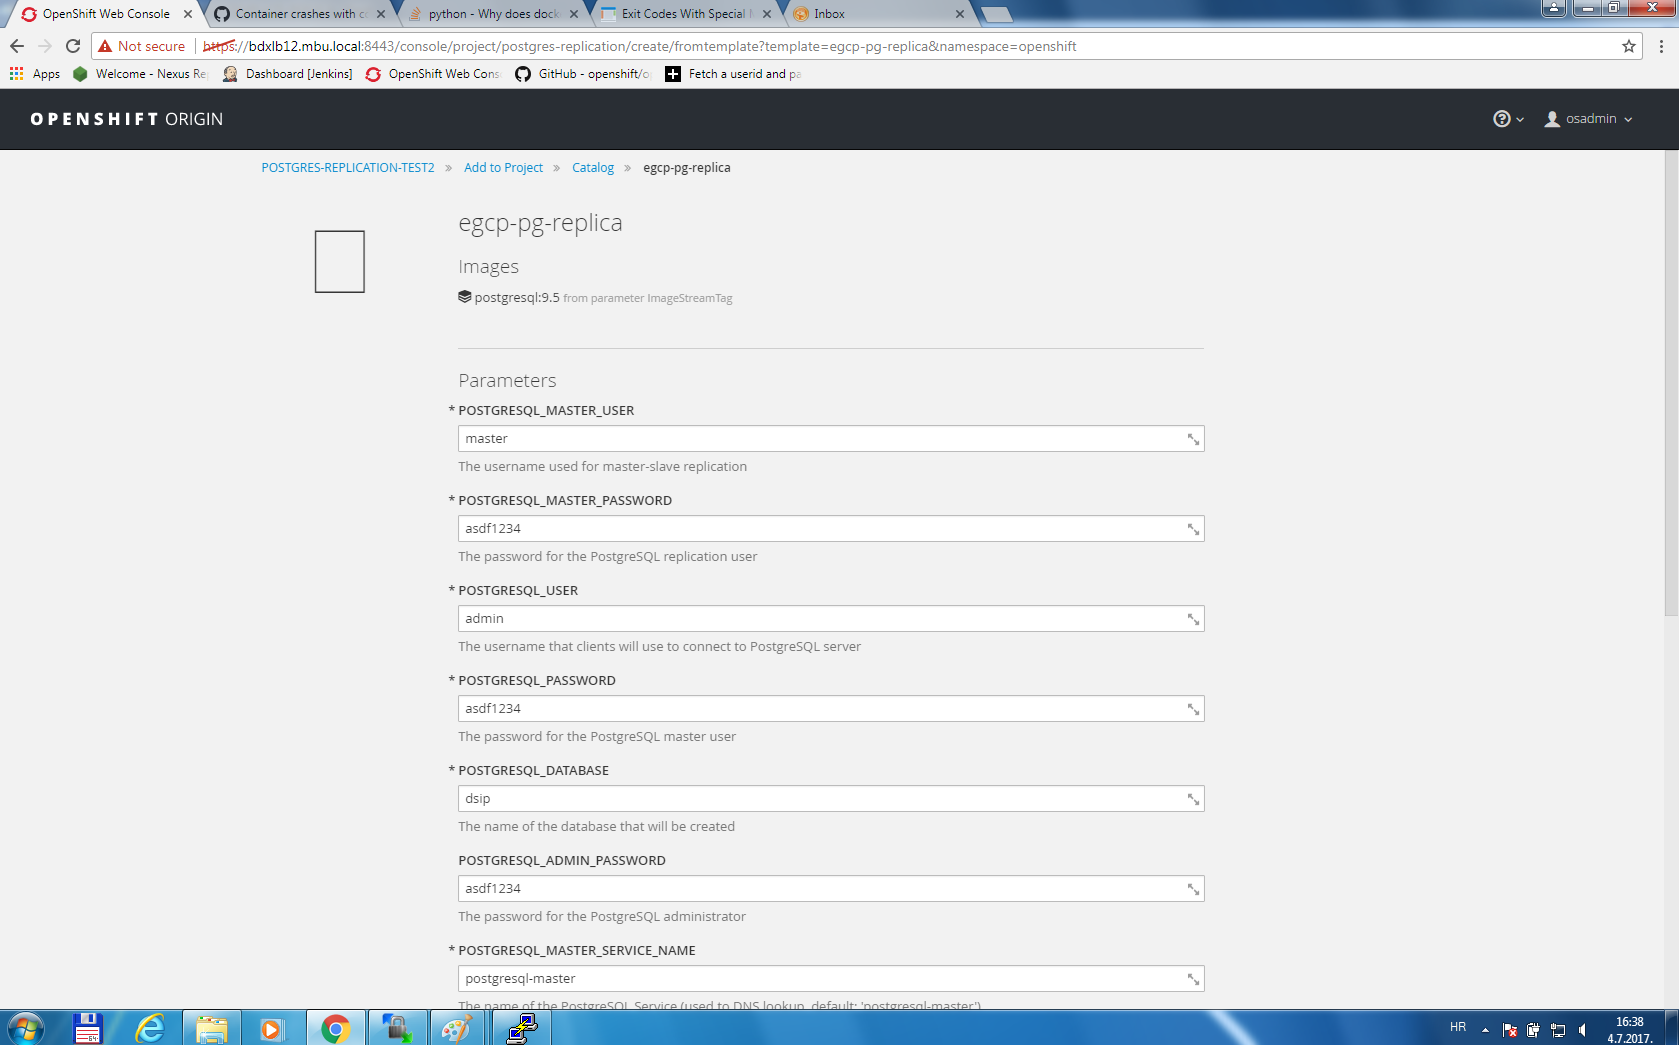 OpenShift Web Console
Container crashes with co
python - Why does dock
Exit Codes With Special
Inbox
Not secure
https://bdxlb12.mbu.local:8443/console/project/postgres-replication/create/fromtemplate?template=egcp-pg-replica&namespace=openshift
Apps
Welcome - Nexus Re
Dashboard [Jenkins]
OpenShift Web Cons
GitHub - openshift/o
Fetch a userid and pa
OPENSHIFT ORIGIN
osadmin
POSTGRES-REPLICATION-TEST2 » Add to Project » Catalog » egcp-pg-replica
egcp-pg-replica
Images
postgresql:9.5 from parameter ImageStreamTag
Parameters
* POSTGRESQL_MASTER_USER
master
The username used for master-slave replication
* POSTGRESQL_MASTER_PASSWORD
asdf1234
The password for the PostgreSQL replication user
* POSTGRESQL_USER
admin
The username that clients will use to connect to PostgreSQL server
* POSTGRESQL_PASSWORD
asdf1234
The password for the PostgreSQL master user
* POSTGRESQL_DATABASE
dsip
The name of the database that will be created
POSTGRESQL_ADMIN_PASSWORD
asdf1234
The password for the PostgreSQL administrator
* POSTGRESQL_MASTER_SERVICE_NAME
postgresql-master
The name of the PostgreSQL Service (used to DNS lookup, default: 'postgresql-master')
64
HR
16:38
4.7.2017.